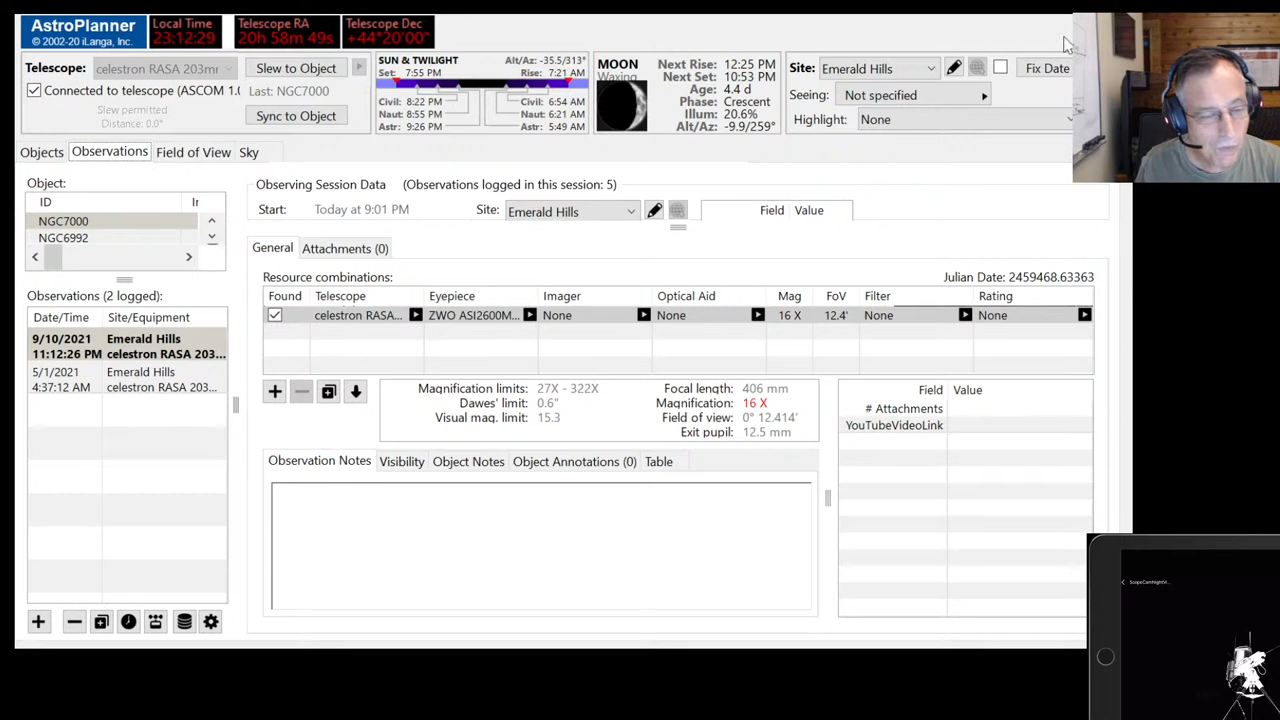 AstroPlanner
© 2002-20 iLanga, Inc.
Local Time
23:12:29
Telescope RA
20h 58m 49s
Telescope Dec
+44°20'00"
Telescope: celestron RASA 203mr
Slew to Object
Connected to telescope (ASCOM 1.0
Last: NGC7000
Slew permitted
Distance: 0.0°
Sync to Object
SUN & TWILIGHT Alt/Az: -35.5/313°
Set: 7:55 PM Rise: 7:21 AM
Civil: 8:22 PM Civil: 6:54 AM
Naut: 8:55 PM Naut: 6:21 AM
Astr: 9:26 PM Astr: 5:49 AM
MOON
Waxing
Next Rise: 12:25 PM
Next Set: 10:53 PM
Age: 4.4 d
Phase: Crescent
Illum: 20.6%
Alt/Az: -9.9/259°
Site: Emerald Hills
Fix Date
Seeing: Not specified
Highlight: None
Objects Observations Field of View Sky
Object:
ID
NGC7000
NGC6992
Observations (2 logged):
Date/Time Site/Equipment
9/10/2021 Emerald Hills
11:12:26 PM celestron RASA 203...
5/1/2021 Emerald Hills
4:37:12 AM celestron RASA 203...
Observing Session Data (Observations logged in this session: 5)
Start: Today at 9:01 PM Site: Emerald Hills
Field Value
General Attachments (0)
Resource combinations: Julian Date: 2459468.63363
Found Telescope Eyepiece Imager Optical Aid Mag FoV Filter Rating
celestron RASA... ZWO ASI2600M... None None 16 X 12.4' None None
Magnification limits: 27X - 322X
Dawes' limit: 0.6"
Visual mag. limit: 15.3
Focal length: 406 mm
Magnification: 16 X
Field of view: 0° 12.414'
Exit pupil: 12.5 mm
Field Value
# Attachments
YouTubeVideoLink
Observation Notes Visibility Object Notes Object Annotations (0) Table
ScopeCamNightVi...